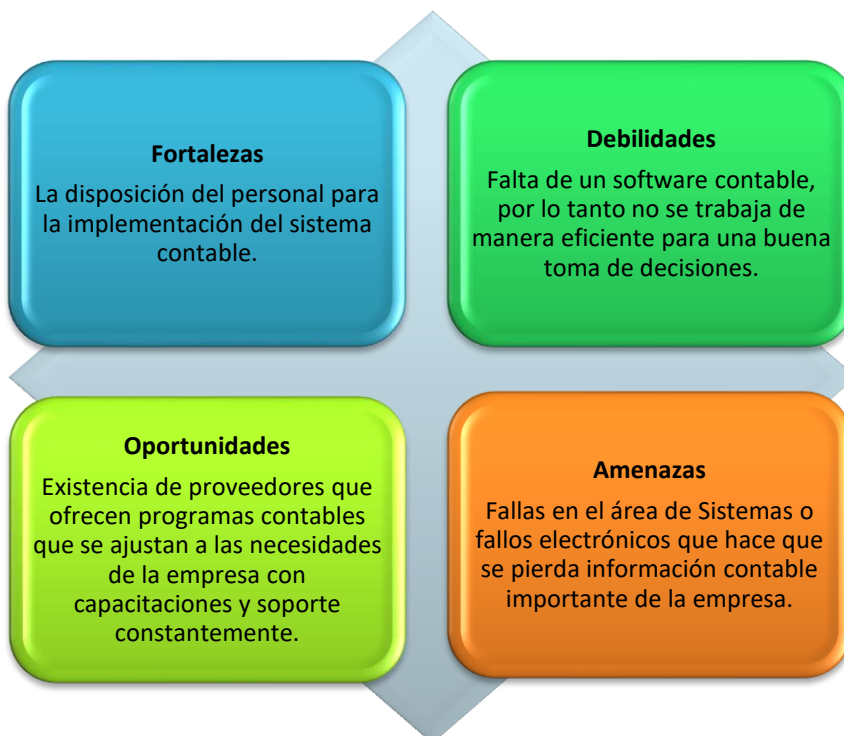 Fortalezas
La disposición del personal para
la implementación del sistema
contable.
Debilidades
Falta de un software contable,
por lo tanto no se trabaja de
manera eficiente para una buena
toma de decisiones.
Oportunidades
Existencia de proveedores que
ofrecen programas contables
que se ajustan a las necesidades
de la empresa con
capacitaciones y soporte
constantemente.
Amenazas
Fallas en el área de Sistemas o
fallos electrónicos que hace que
se pierda información contable
importante de la empresa.